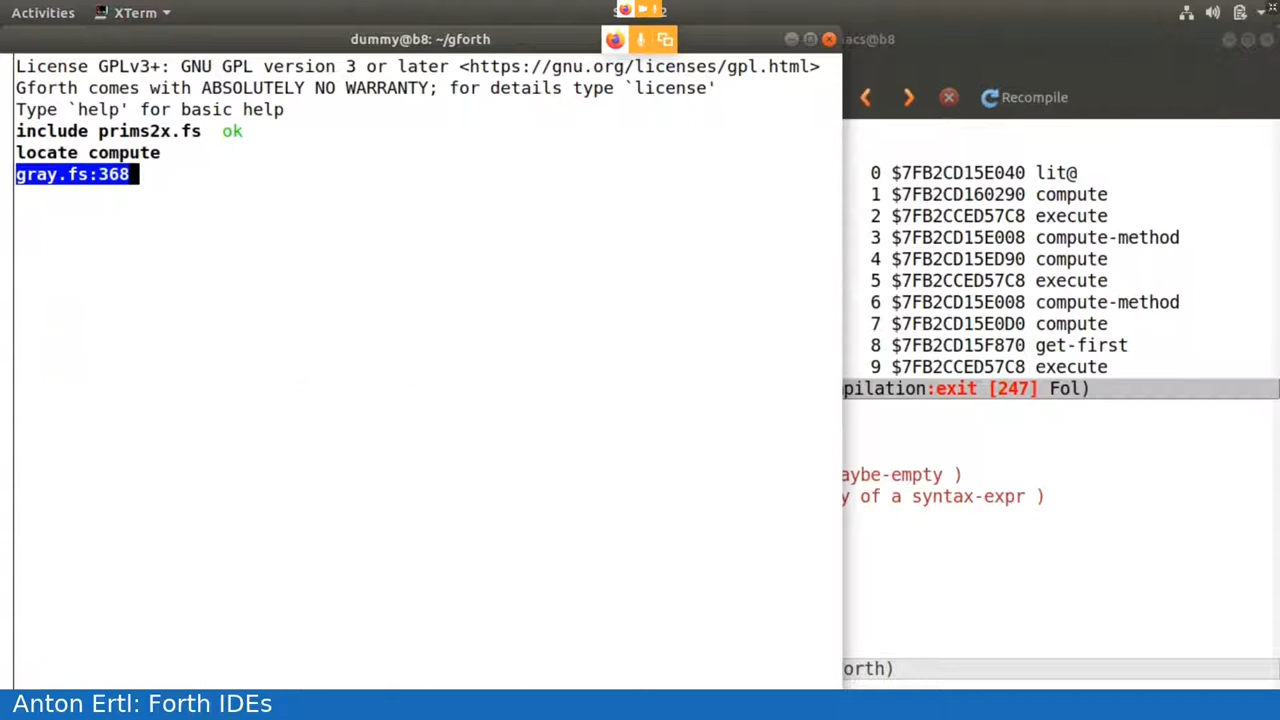 Activities XTerm
dummy@b8: ~/gforth
acs@b8
License GPLv3+: GNU GPL version 3 or later <https://gnu.org/licenses/gpl.html>
Gforth comes with ABSOLUTELY NO WARRANTY; for details type `license'
Type `help' for basic help
include prims2x.fs ok
locate compute
gray.fs:368
Recompile
0 $7FB2CD15E040 lit@
1 $7FB2CD160290 compute
2 $7FB2CCED57C8 execute
3 $7FB2CD15E008 compute-method
4 $7FB2CD15ED90 compute
5 $7FB2CCED57C8 execute
6 $7FB2CD15E008 compute-method
7 $7FB2CD15E0D0 compute
8 $7FB2CD15F870 get-first
9 $7FB2CCED57C8 execute
pilation:exit [247] Fol)
aybe-empty )
y of a syntax-expr )
orth)
Anton Ertl: Forth IDEs